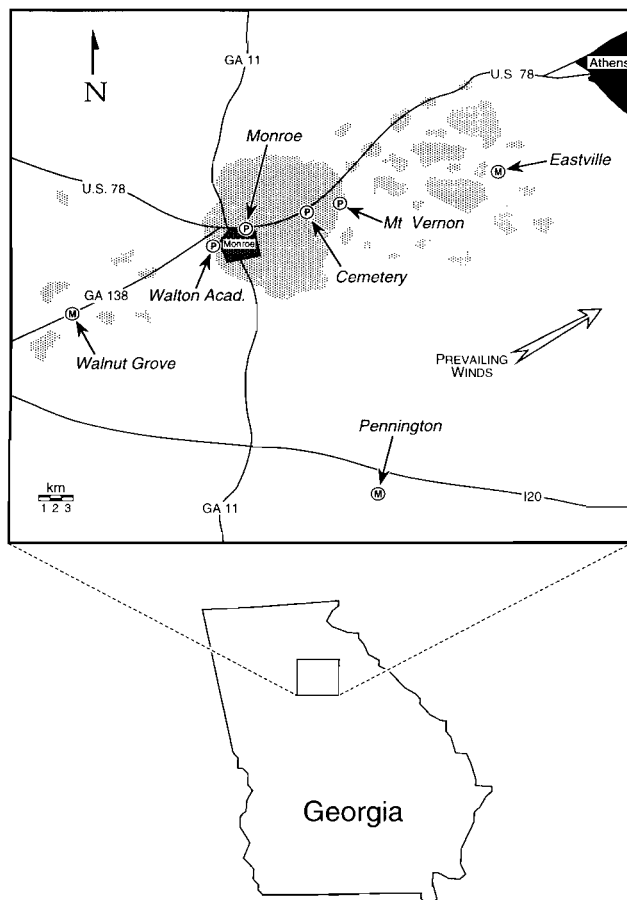 GA 11
Athens
U.S 78
N
Monroe
Eastville
U.S. 78
P
M
P
P
Mt Vernon
P
Monroe
Cemetery
Walton Acad.
GA 138
M
Walnut Grove
PREVAILING
WINDS
Pennington
km
1 2 3
M
I20
GA 11
Georgia